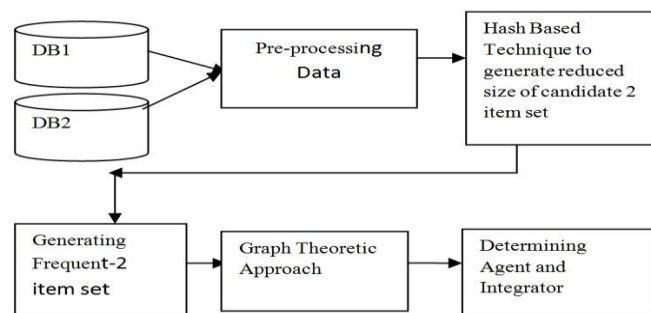 DB1
DB2
Pre-processing
Data
Hash Based
Technique to
generate reduced
size of candidate 2
item set
Generating
Frequent-2
item set
Graph Theoretic
Approach
Determining
Agent and
Integrator